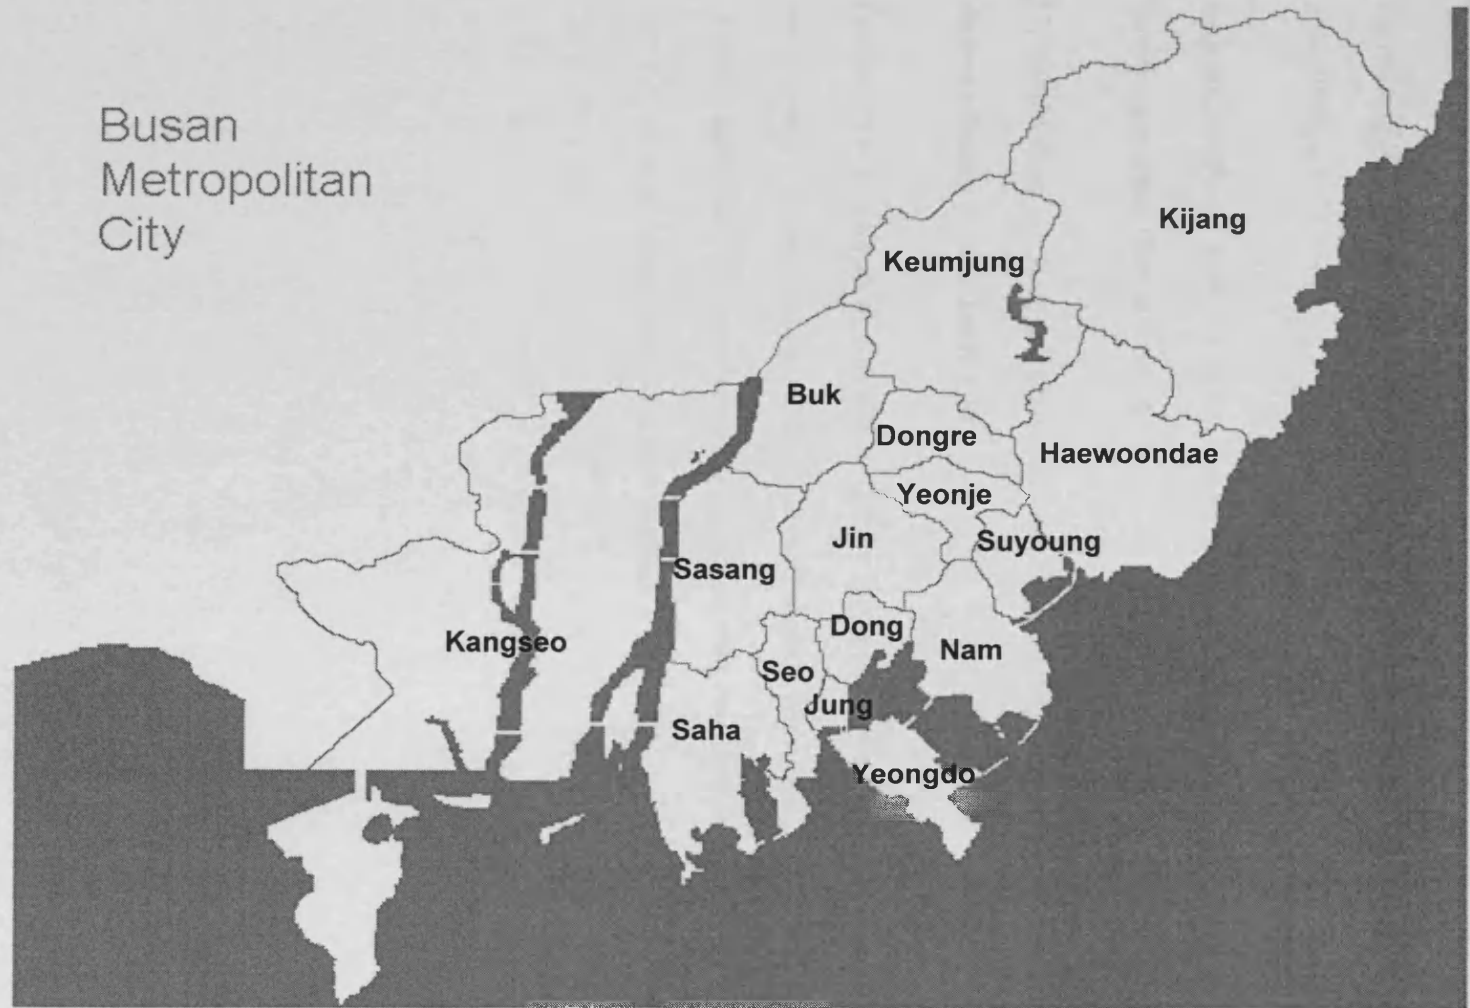 Busan
Metropolitan
City
Kijang
Keumjung
Buk
Dongre
Haewoondae
Yeonje
Jin
Suyoung
Sasang
Kangseo
Dong
Nam
Seo
Jung
Saha
Yeongdo